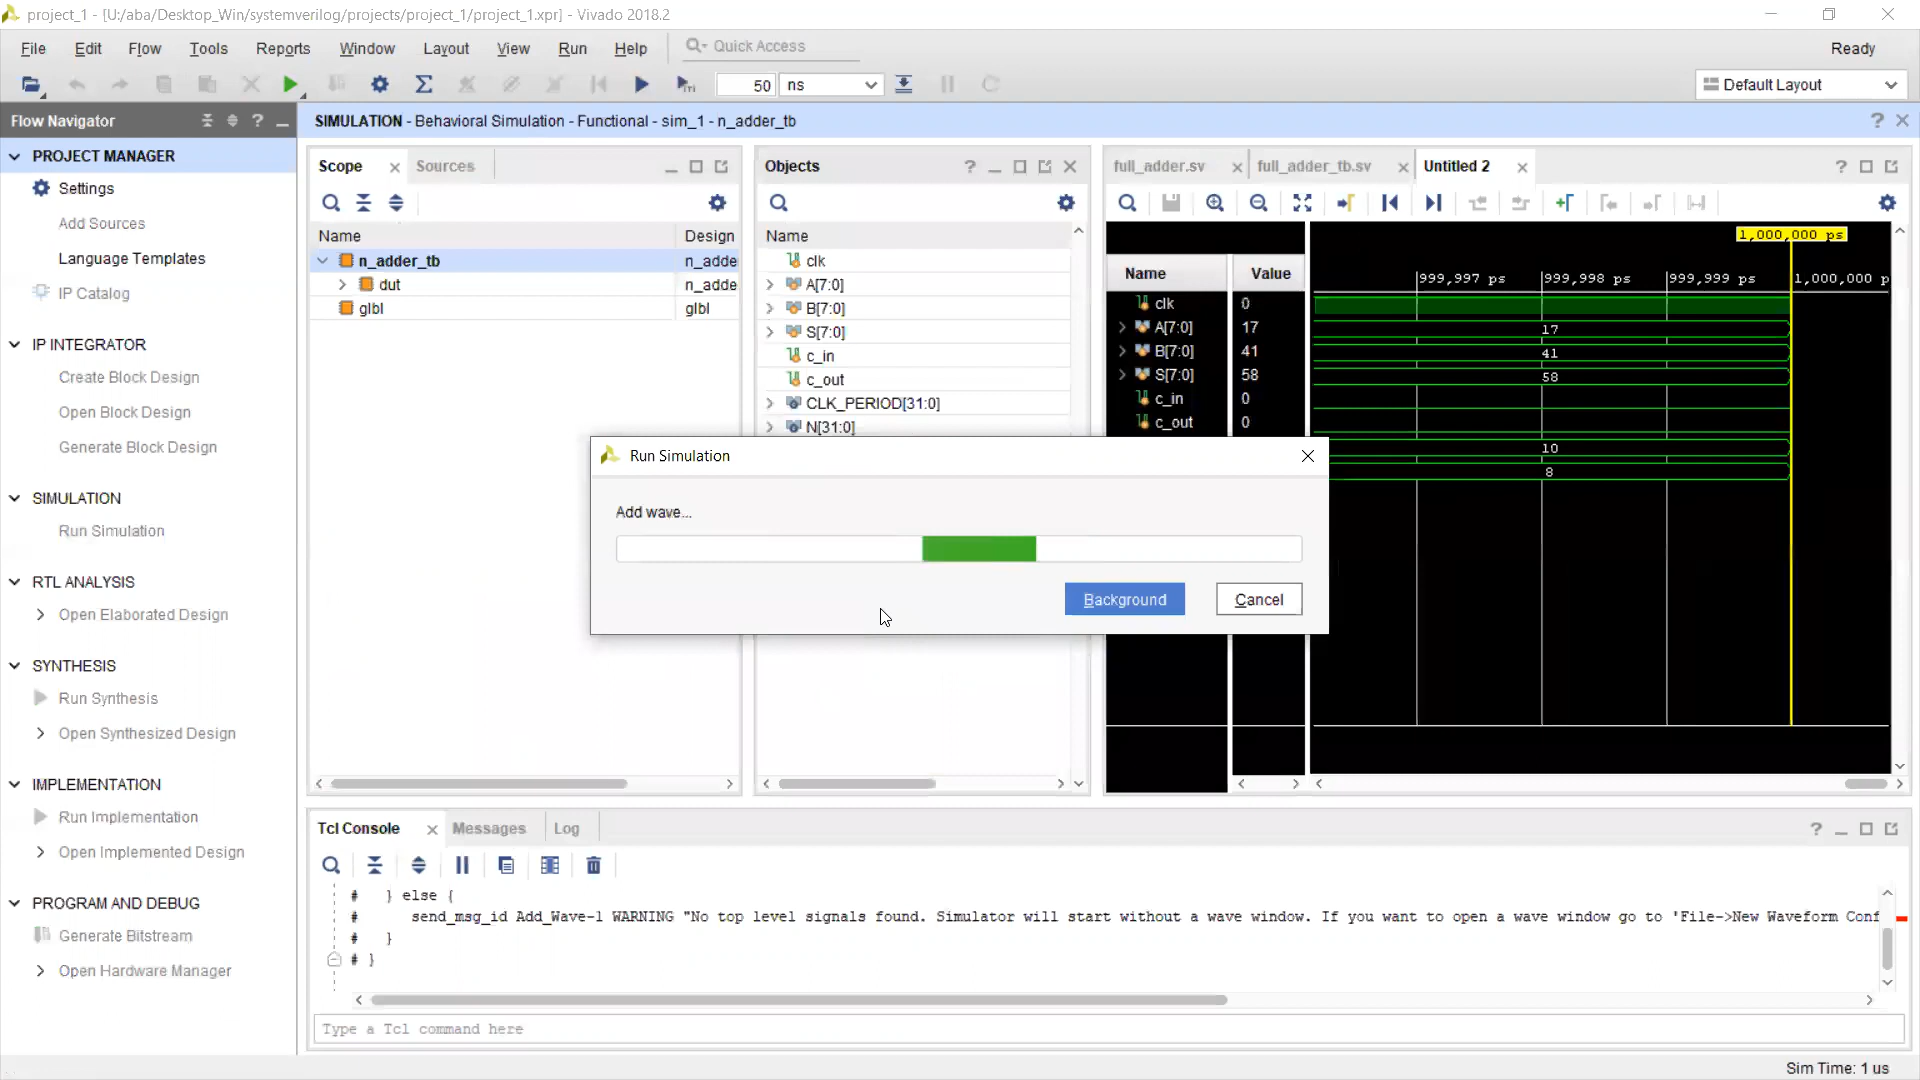 project_1 - [U:/aba/Desktop_Win/systemverilog/projects/project_1/project_1.xpr] - Vivado 2018.2
File Edit Flow Tools Reports Window Layout View Run Help Quick Access Ready
50 ns Default Layout
Flow Navigator
SIMULATION - Behavioral Simulation - Functional - sim_1 - n_adder_tb
PROJECT MANAGER
Settings
Add Sources
Language Templates
IP Catalog
IP INTEGRATOR
Create Block Design
Open Block Design
Generate Block Design
SIMULATION
Run Simulation
RTL ANALYSIS
Open Elaborated Design
SYNTHESIS
Run Synthesis
Open Synthesized Design
IMPLEMENTATION
Run Implementation
Open Implemented Design
PROGRAM AND DEBUG
Generate Bitstream
Open Hardware Manager
Scope Sources
Name Design
n_adder_tb n_adde
dut n_adde
glbl glbl
Objects
Name
clk
A[7:0]
B[7:0]
S[7:0]
c_in
c_out
CLK_PERIOD[31:0]
N[31:0]
full_adder.sv full_adder_tb.sv Untitled 2
1,000,000 ps
Name Value 999,997 ps 999,998 ps 999,999 ps 1,000,000 p
clk 0
A[7:0] 17 17
B[7:0] 41 41
S[7:0] 58 58
c_in 0
c_out 0
10
8
Run Simulation
Add wave...
Background Cancel
Tcl Console Messages Log
# } else {
# send_msg_id Add_Wave-1 WARNING "No top level signals found. Simulator will start without a wave window. If you want to open a wave window go to 'File->New Waveform Conf
# }
# }
Type a Tcl command here
Sim Time: 1 us